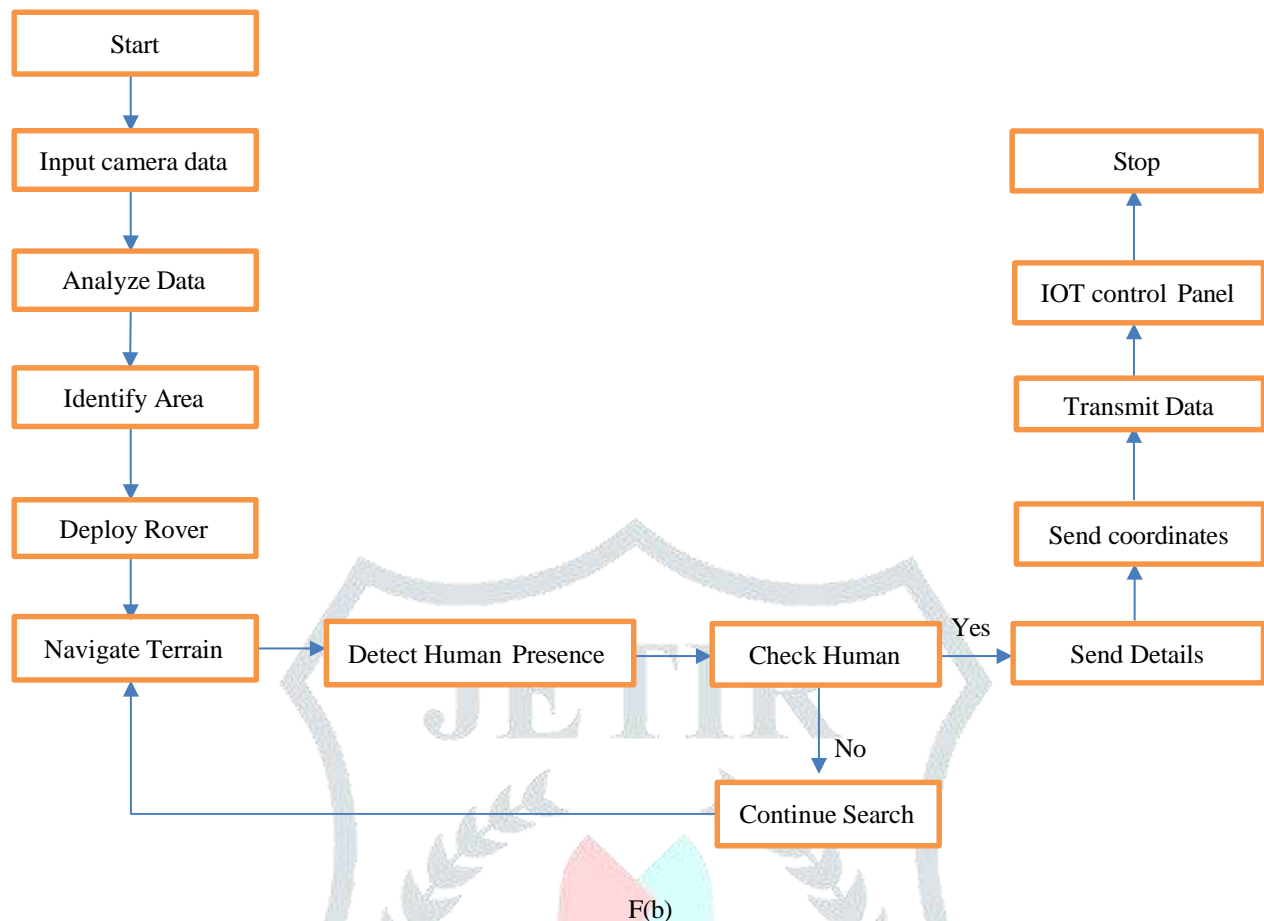 Start
Input camera data
Analyze Data
Identify Area
Deploy Rover
Navigate Terrain
Detect Human Presence
Check Human
Yes
No
Continue Search
Send Details
Send coordinates
Transmit Data
IOT control Panel
Stop
JETIR
F(b)